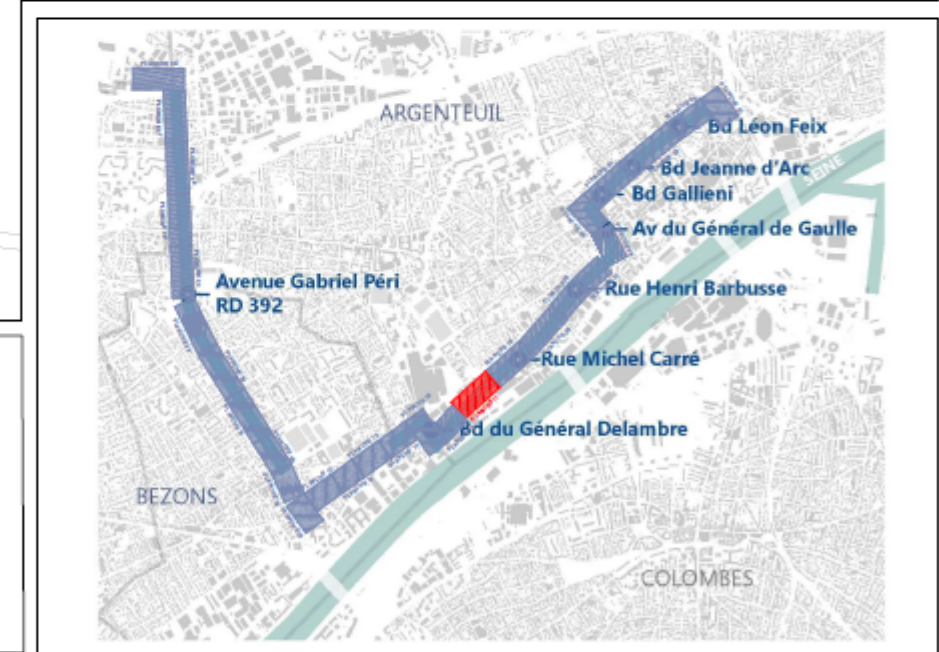 ARGENTEUIL
Bd Léon Feix
Bd Jeanne d'Arc
Bd Gallieni
SEINE
Av du Général de Gaulle
Avenue Gabriel Péri
RD 392
Rue Henri Barbusse
Rue Michel Carré
Bd du Général Delambre
BEZONS
COLOMBES